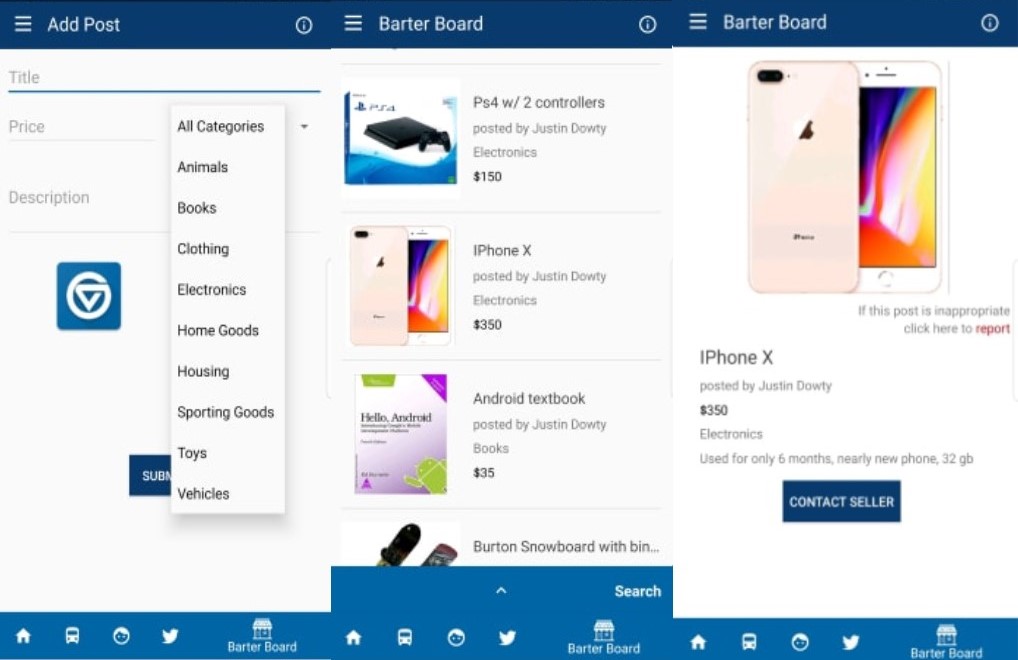 Add Post
Title
Price
All Categories
Animals
Books
Clothing
Electronics
Home Goods
Housing
Sporting Goods
Toys
Vehicles
Description
SUBM
Barter Board
Barter Board
Ps4 w/ 2 controllers
posted by Justin Dowty
Electronics
$150
PS4
IPhone X
posted by Justin Dowty
Electronics
$350
iPhone
Android textbook
posted by Justin Dowty
Books
$35
Hello, Android
Burton Snowboard with bin...
Search
Barter Board
Barter Board
iPhone
If this post is inappropriate
click here to report
IPhone X
posted by Justin Dowty
$350
Electronics
Used for only 6 months, nearly new phone, 32 gb
CONTACT SELLER
Barter Board